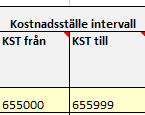 Kostnadsställe intervall
KST från KST till
655000 655999